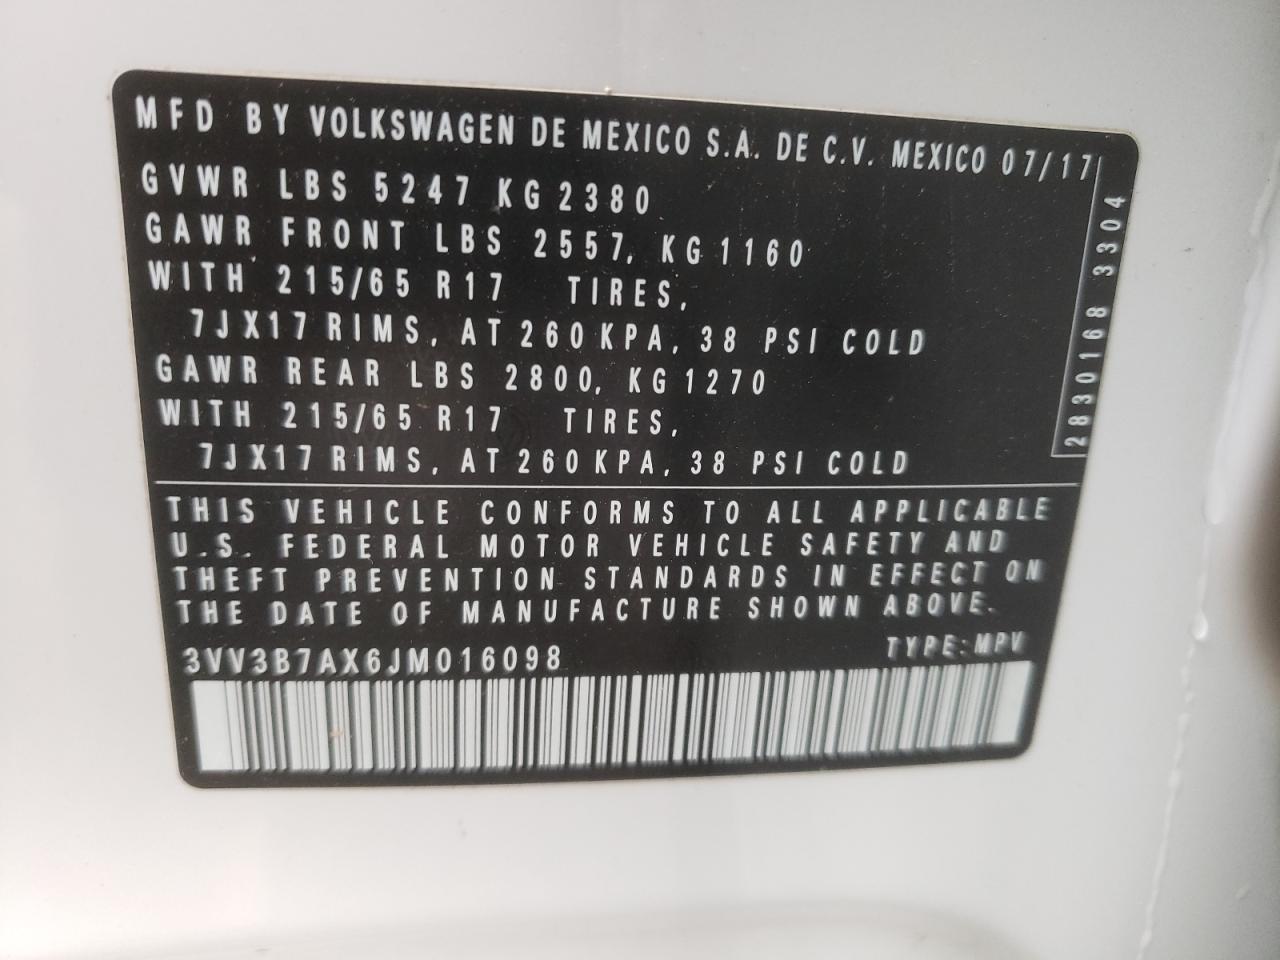 MFD BY VOLKSWAGEN DE MEXICO S.A. DE C.V. MEXICO 07/17
GVWR LBS 5247 KG 2380
GAWR FRONT LBS 2557, KG 1160
WITH 215/65 R17 TIRES,
7JX17 RIMS, AT 260 KPA, 38 PSI COLD
GAWR REAR LBS 2800, KG 1270
WITH 215/65 R17 TIRES,
7JX17 RIMS, AT 260 KPA, 38 PSI COLD
2830168 3304
THIS VEHICLE CONFORMS TO ALL APPLICABLE
U.S. FEDERAL MOTOR VEHICLE SAFETY AND
THEFT PREVENTION STANDARDS IN EFFECT ON
THE DATE OF MANUFACTURE SHOWN ABOVE.
3VV3B7AX6JM016098 TYPE:MPV